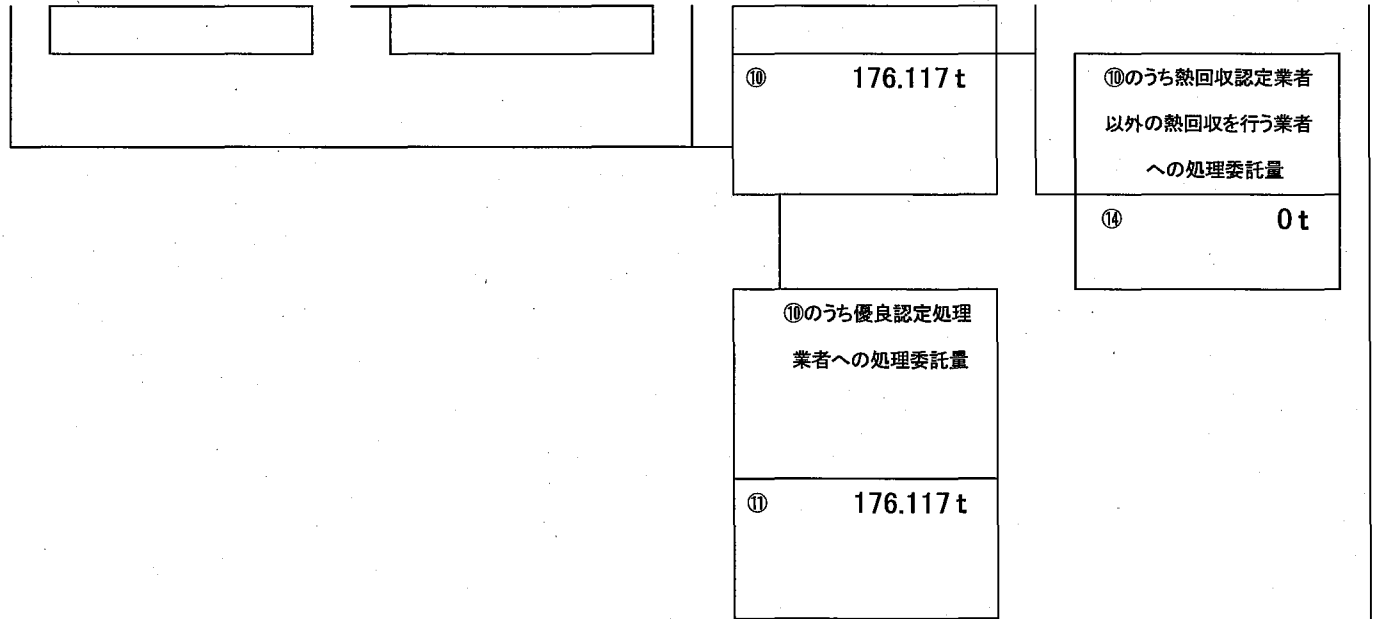 ⑩ 176.117 t
⑩のうち熱回収認定業者
以外の熱回収を行う業者
への処理委託量
⑭ 0 t
⑩のうち優良認定処理
業者への処理委託量
⑪ 176.117 t